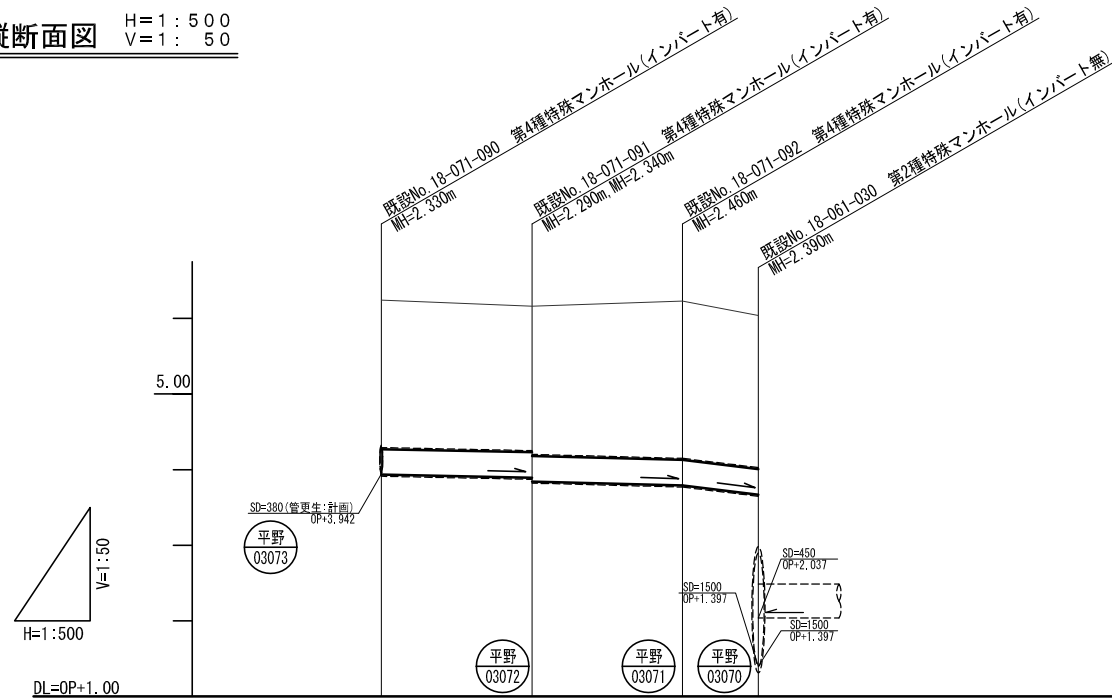 縦断面図
H=1:500
V=1: 50
既設No.18-071-090 第4種特殊マンホール(インバート有)
MH=2.330m
既設No.18-071-091 第4種特殊マンホール(インバート有)
MH=2.290m,MH=2.340m
既設No.18-071-092 第4種特殊マンホール(インバート有)
MH=2.460m
既設No.18-061-030 第2種特殊マンホール(インバート無)
MH=2.390m
5.00
SD=380(管更生:計画)
OP+3.942
平野
03073
V=1:50
H=1:500
SD=450
OP+2.037
SD=1500
OP+1.397
SD=1500
OP+1.397
平野
03072
平野
03071
平野
03070
DL=OP+1.00